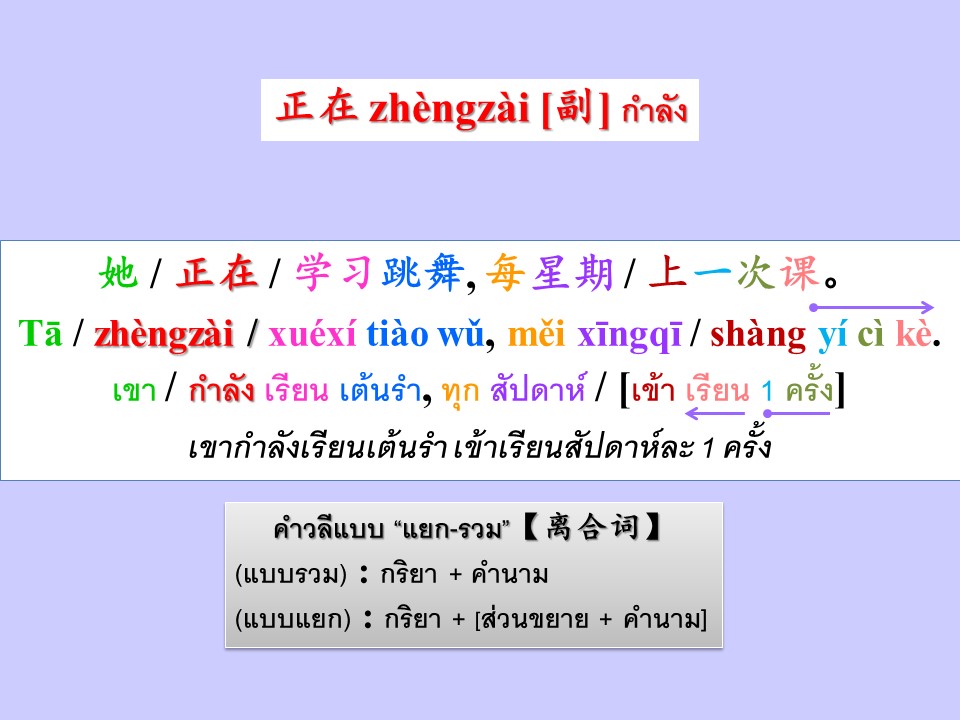 正在 zhèngzài [副] กำลัง
她 / 正在 / 学习跳舞, 每星期 / 上一次课。
Tā / zhèngzài / xuéxí tiào wǔ, měi xīngqī / shàng yí cì kè.
เขา / กำลัง เรียน เต้นรำ, ทุก สัปดาห์ / [เข้า เรียน 1 ครั้ง]
เขากำลังเรียนเต้นรำ เข้าเรียนสัปดาห์ละ 1 ครั้ง
คำวลีแบบ “แยก-รวม”【离合词】
(แบบรวม) : กริยา + คำนาม
(แบบแยก) : กริยา + [ส่วนขยาย + คำนาม]